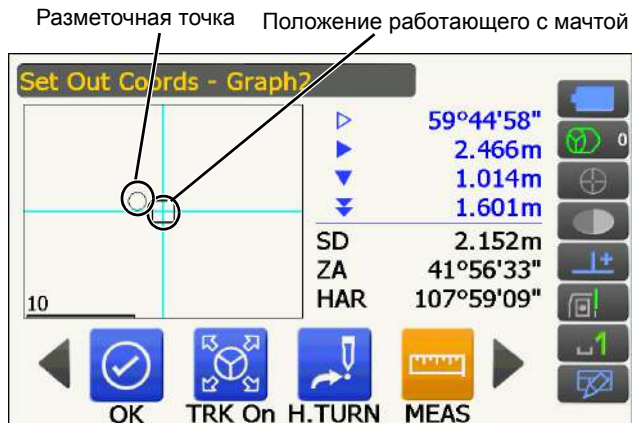 Разметочная точка
Положение работающего с мачтой
Set Out Coords - Graph2
59°44'58"
2.466m
1.014m
1.601m
SD 2.152m
ZA 41°56'33"
HAR 107°59'09"
10
0
1
OK TRK On H.TURN MEAS